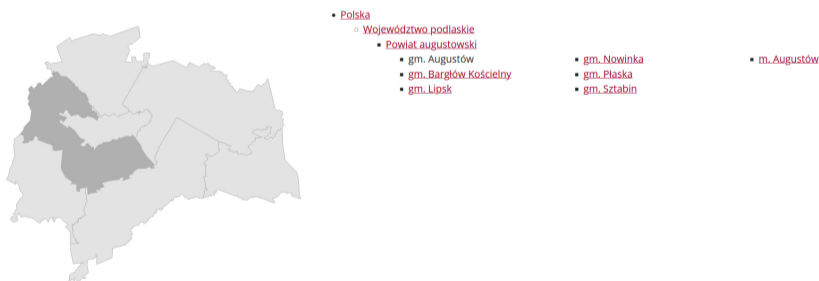 Polska
Województwo podlaskie
Powiat augustowski
gm. Augustów
gm. Bargłów Kościelny
gm. Lipsk
gm. Nowinka
gm. Płaska
gm. Sztabin
m. Augustów